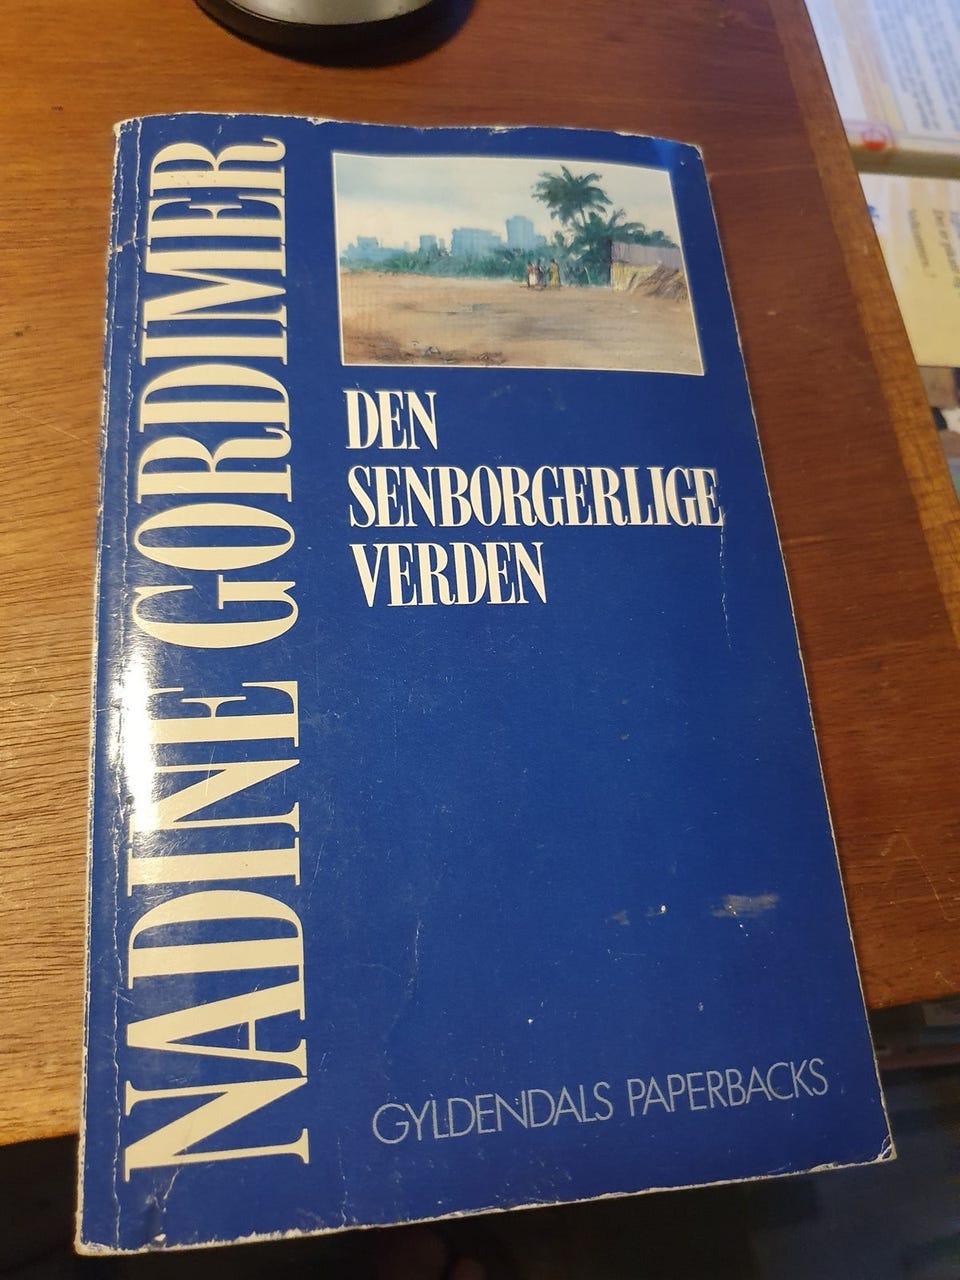 NADINE GORDIMER
DEN
SENBORGERLIGE
VERDEN
GYLDENDALS PAPERBACKS